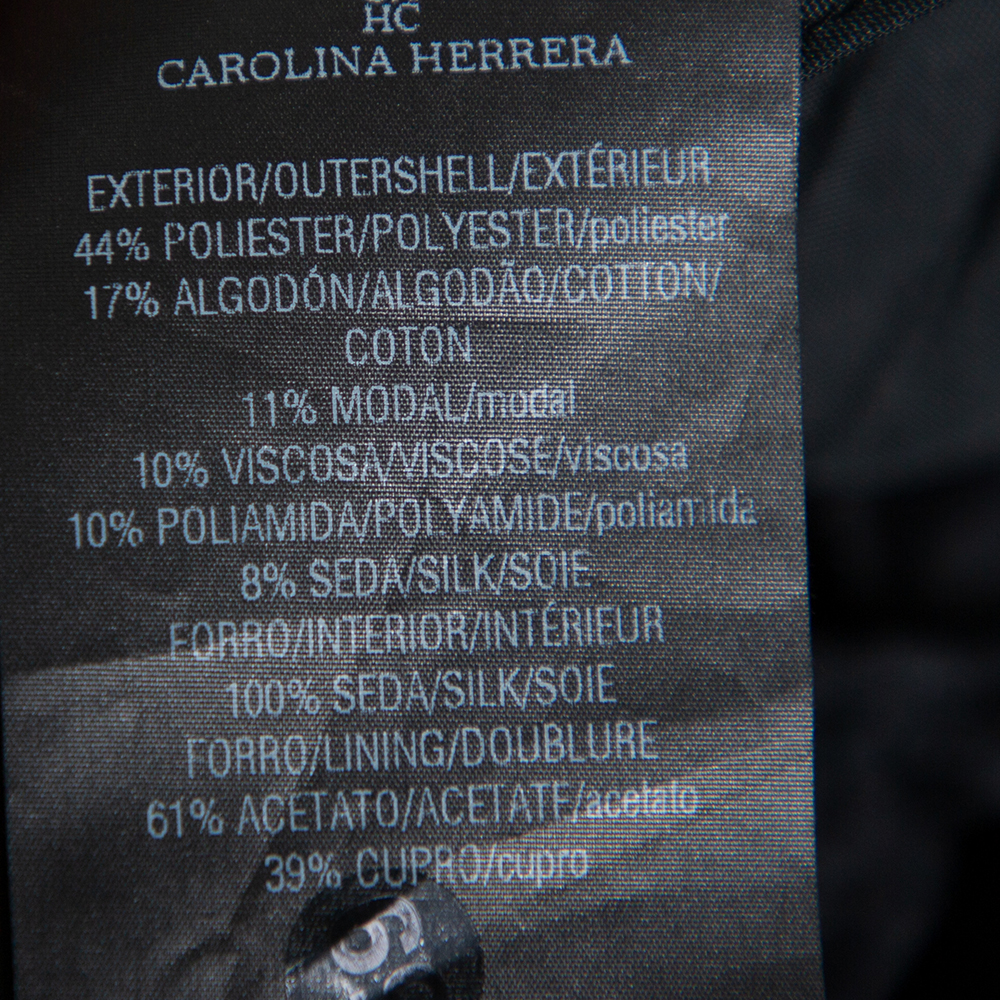 HC
CAROLINA HERRERA
EXTERIOR/OUTERSHELL/EXTÉRIEUR
44% POLIESTER/POLYESTER/poliester
17% ALGODÓN/ALGODÃO/COTTON/
COTON
11% MODAL/modal
10% VISCOSA/VISCOSE/viscosa
10% POLIAMIDA/POLYAMIDE/poliamida
8% SEDA/SILK/SOIE
FORRO/INTERIOR/INTÉRIEUR
100% SEDA/SILK/SOIE
FORRO/LINING/DOUBLURE
61% ACETATO/ACETATE/acetato
39% CUPRO/cupro